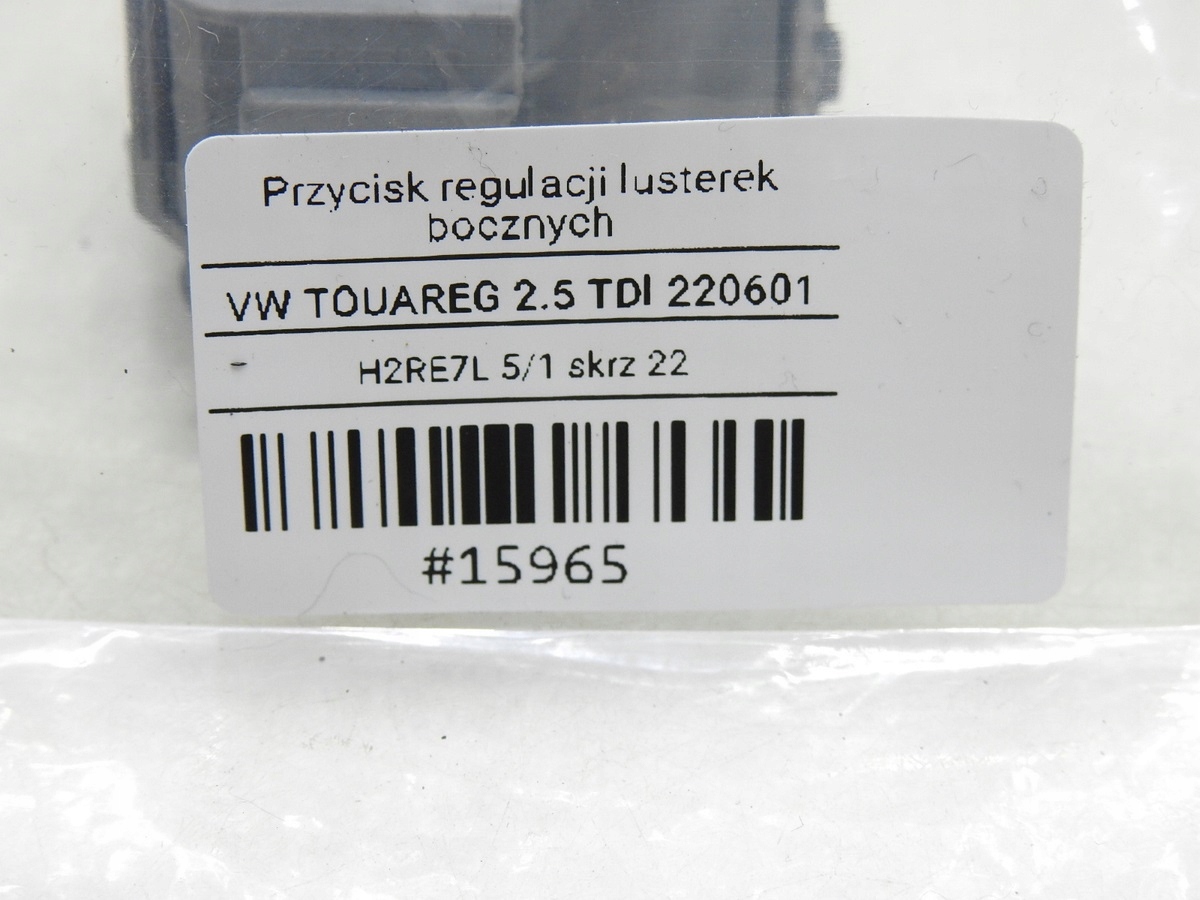 Przycisk regulacji lusterek
bocznych
VW TOUAREG 2.5 TDI 220601
- H2RE7L 5/1 skrz 22
#15965